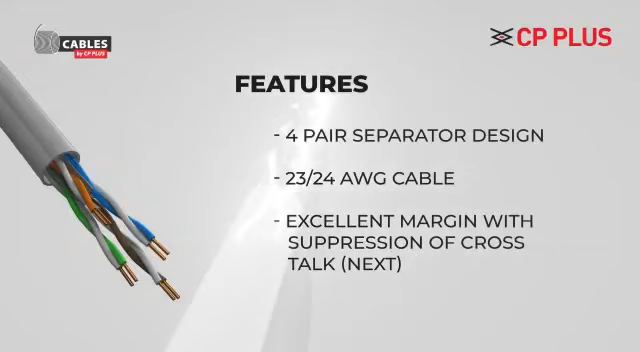 CABLES
by CP PLUS
CP PLUS
FEATURES
- 4 PAIR SEPARATOR DESIGN
- 23/24 AWG CABLE
- EXCELLENT MARGIN WITH
SUPPRESSION OF CROSS
TALK (NEXT)